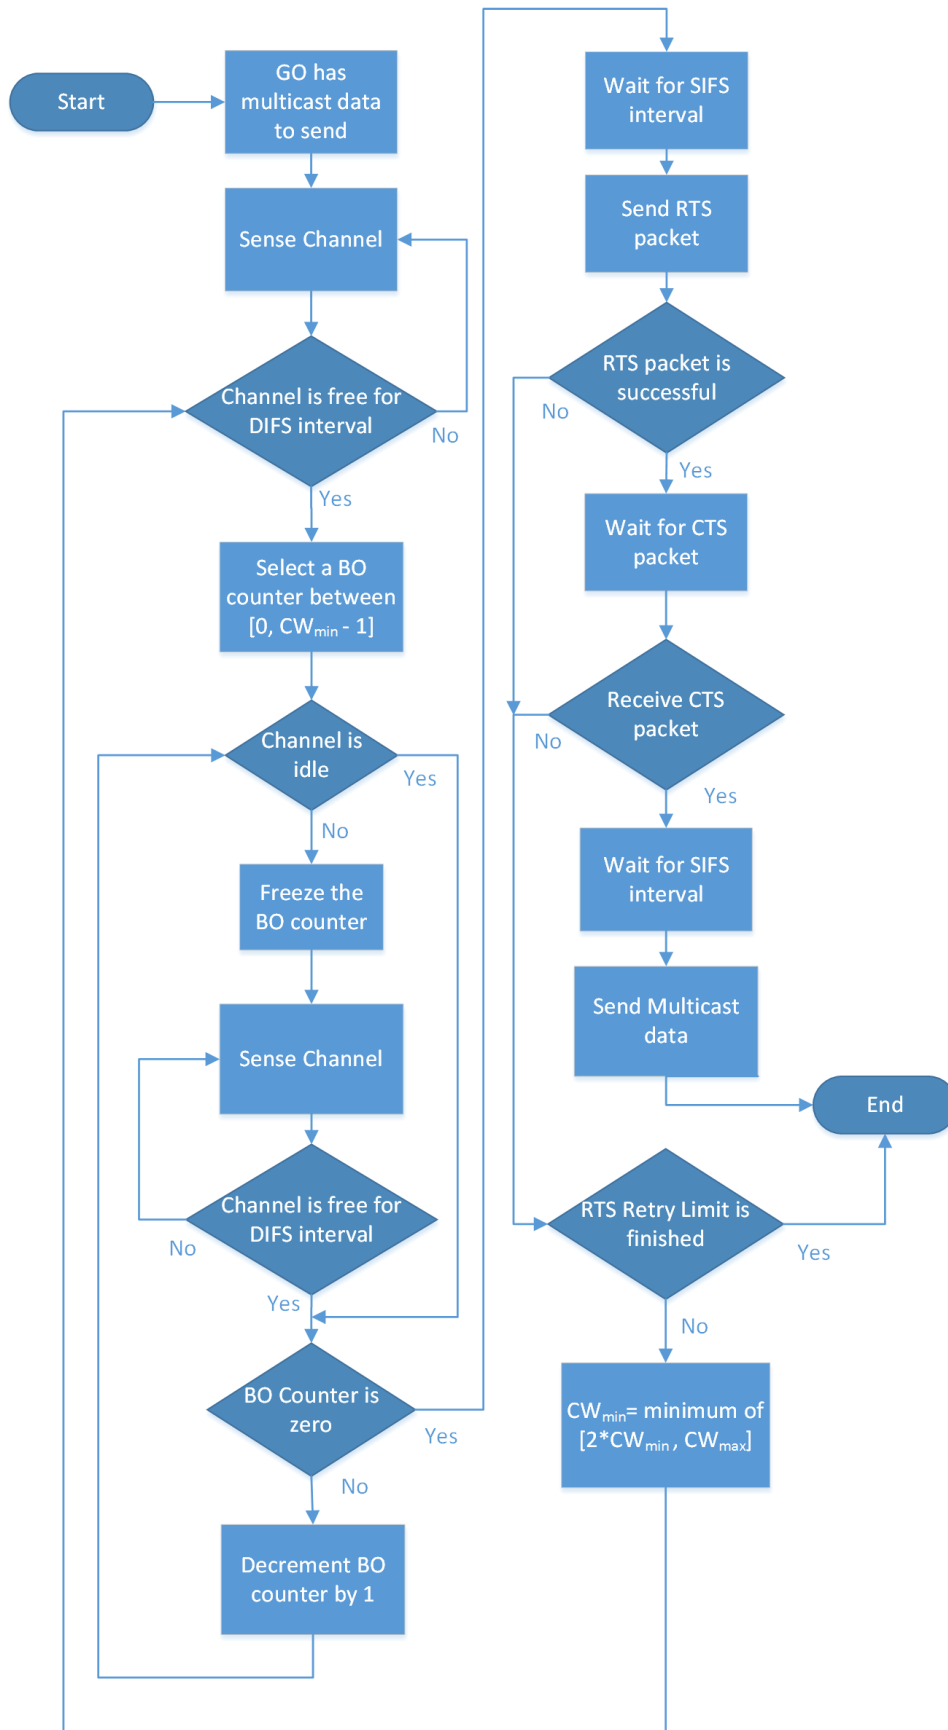 Start
GO has
multicast data
to send
Sense Channel
Channel is free for
DIFS interval
No
Yes
Select a BO
counter between
[0, CWmin - 1]
Channel is
idle
Yes
No
Freeze the
BO counter
Sense Channel
Channel is free for
DIFS interval
No
Yes
BO Counter is
zero
Yes
No
Decrement BO
counter by 1
Wait for SIFS
interval
Send RTS
packet
RTS packet is
successful
No
Yes
Wait for CTS
packet
Receive CTS
packet
No
Yes
Wait for SIFS
interval
Send Multicast
data
End
RTS Retry Limit is
finished
Yes
No
CWmin= minimum of
[2*CWmin , CWmax]